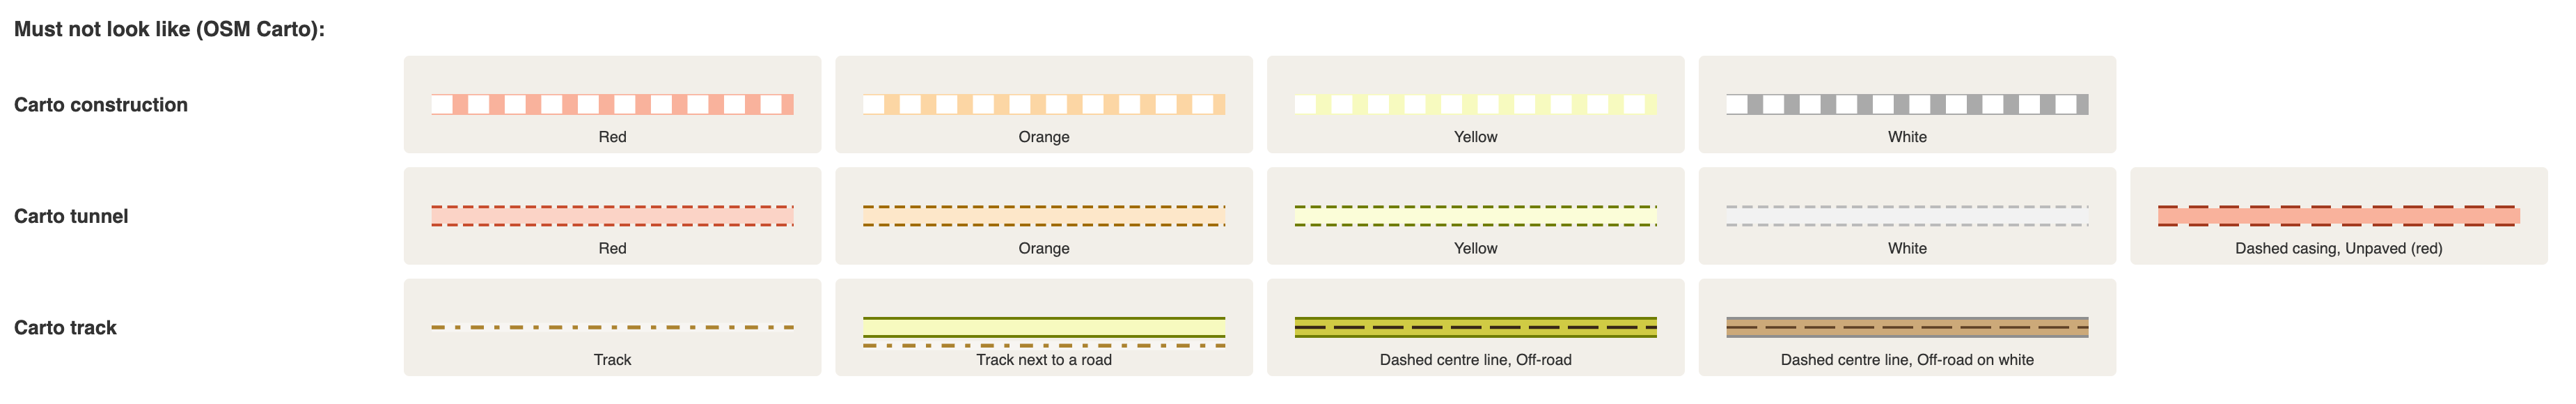 Must not look like (OSM Carto):
Carto construction
Red
Orange
Yellow
White
Carto tunnel
Red
Orange
Yellow
White
Dashed casing, Unpaved (red)
Carto track
Track
Track next to a road
Dashed centre line, Off-road
Dashed centre line, Off-road on white